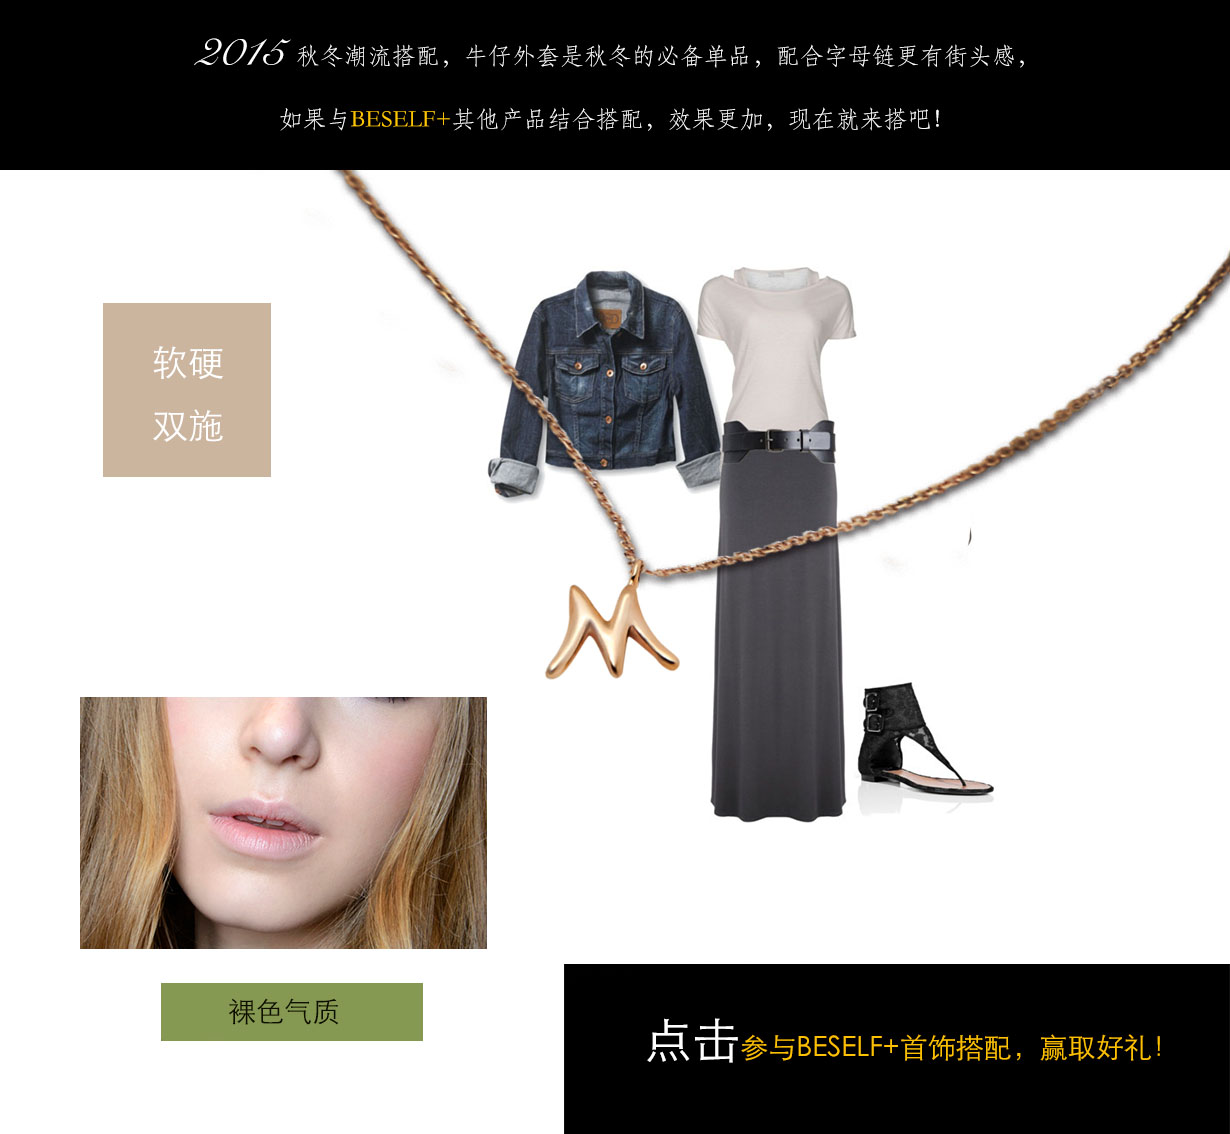 2015 秋冬潮流搭配，牛仔外套是秋冬的必备单品，配合字母链更有街头感，
如果与BESELF+其他产品结合搭配，效果更加，现在就来搭吧！
软硬
双施
裸色气质
点击参与BESELF+首饰搭配，赢取好礼！